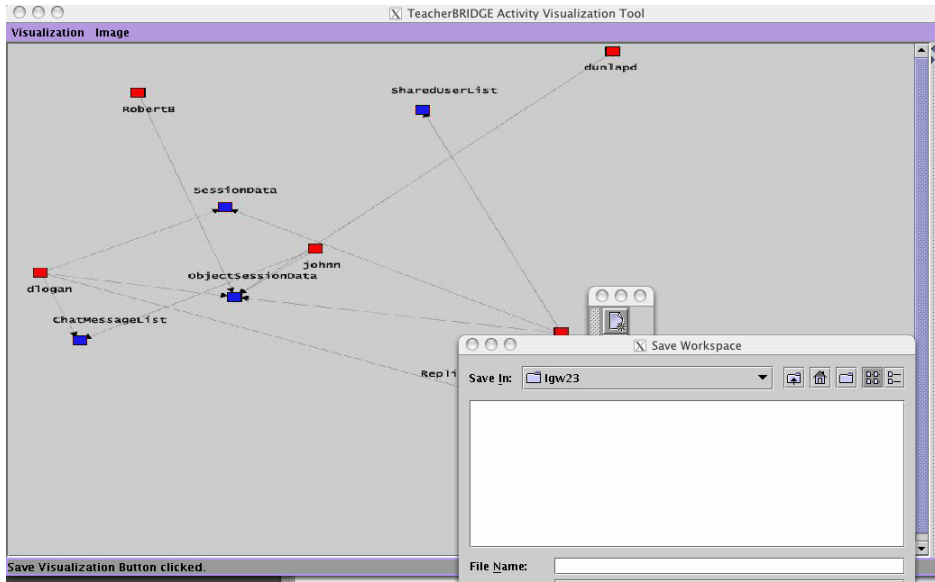 X TeacherBRIDGE Activity Visualization Tool
Visualization Image
dunlapd
SharedUserList
RobertB
SessionData
johnn
ObjectSessionData
dlogan
ChatMessageList
X Save Workspace
Repli
Save In: lgw23
File Name:
Save Visualization Button clicked.